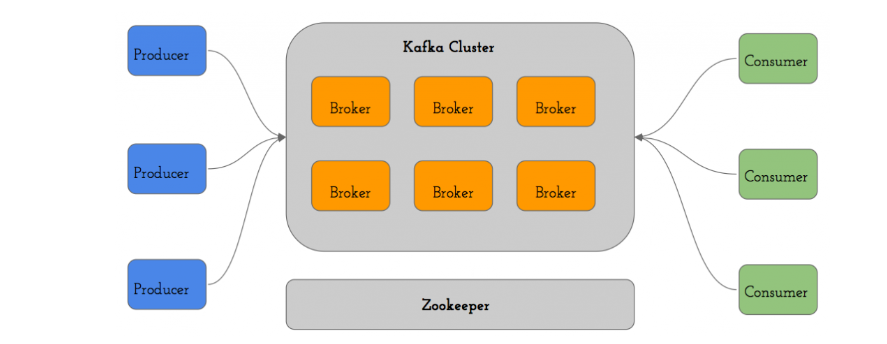 Kafka Cluster
Producer
Consumer
Broker
Broker
Broker
Producer
Consumer
Broker
Broker
Broker
Producer
Consumer
Zookeeper